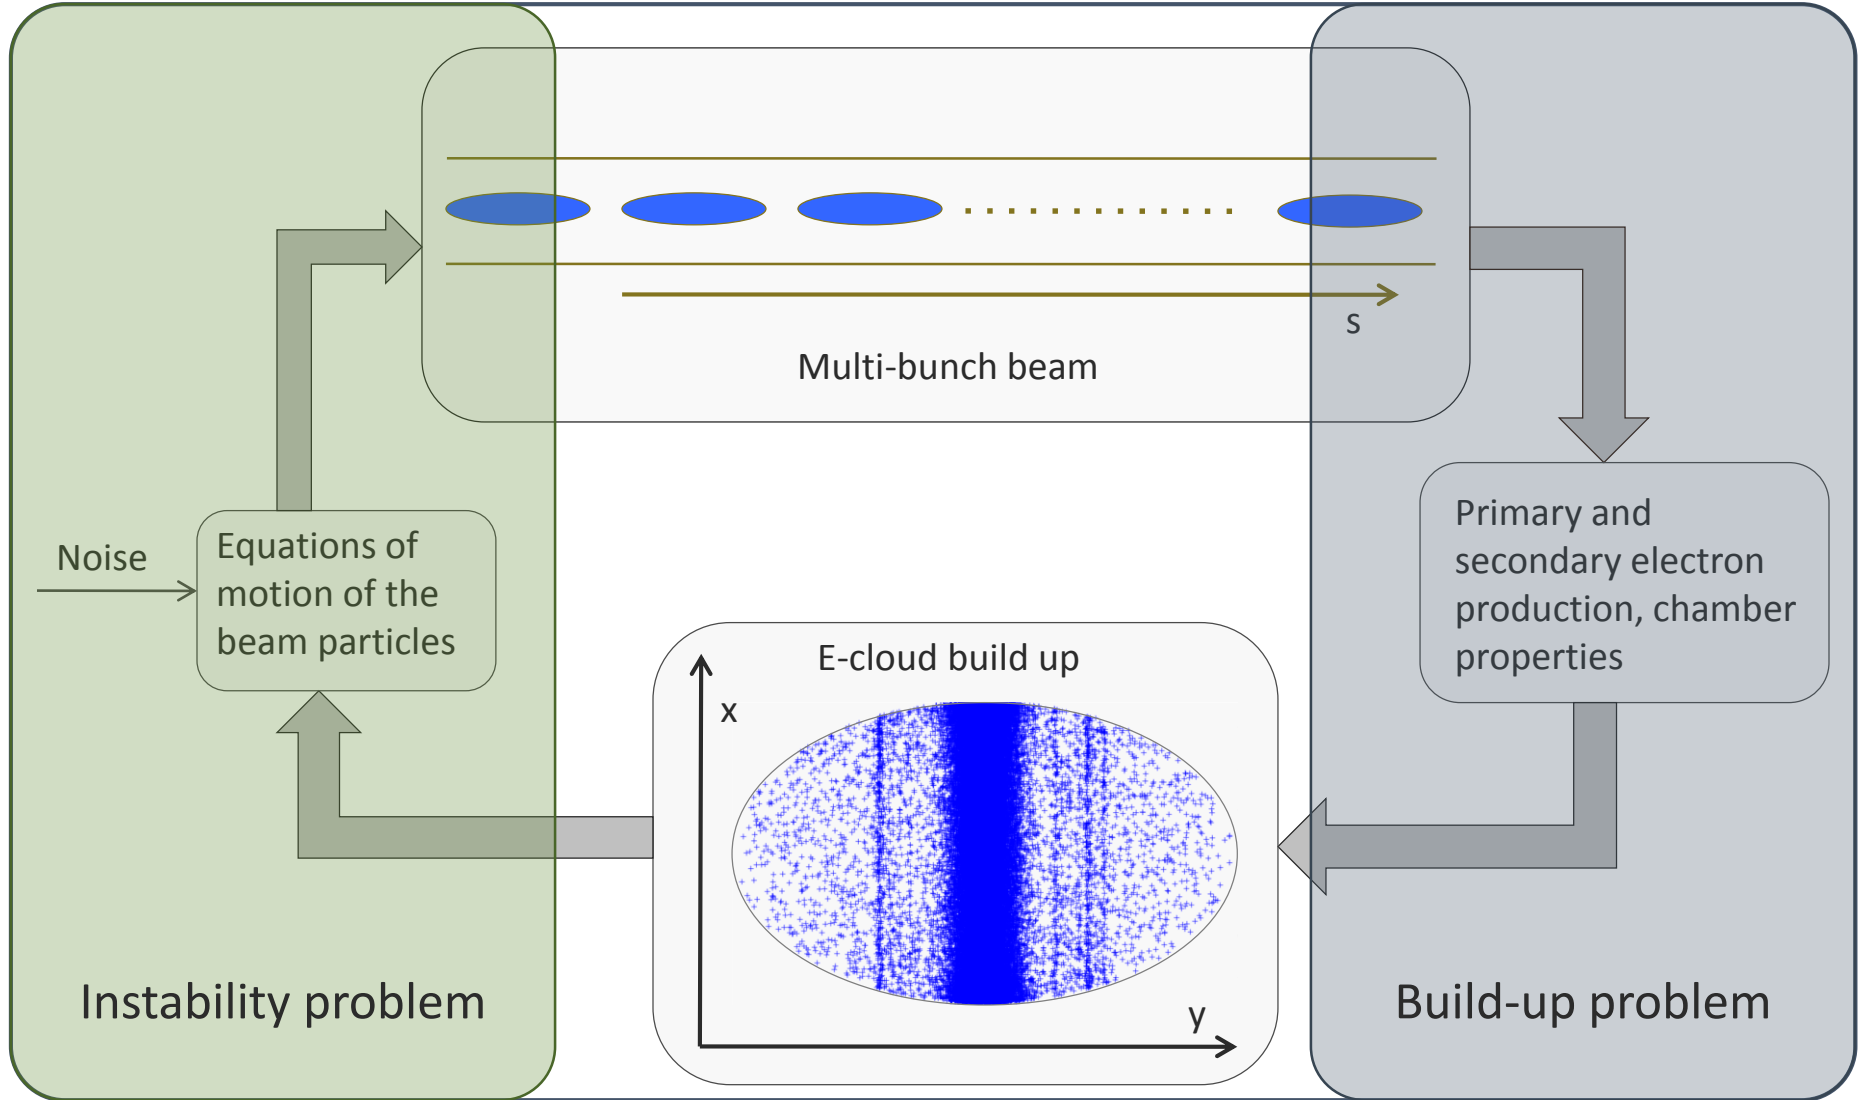 s
Multi-bunch beam
Noise
Equations of
motion of the
beam particles
Primary and
secondary electron
production, chamber
properties
E-cloud build up
x
y
Instability problem
Build-up problem